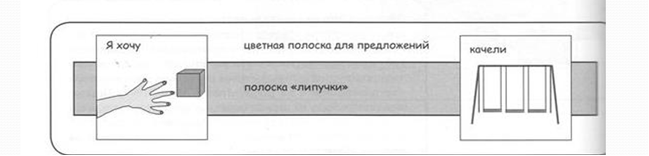 Я хочу
цветная полоска для предложений
качели
полоска «липучки»